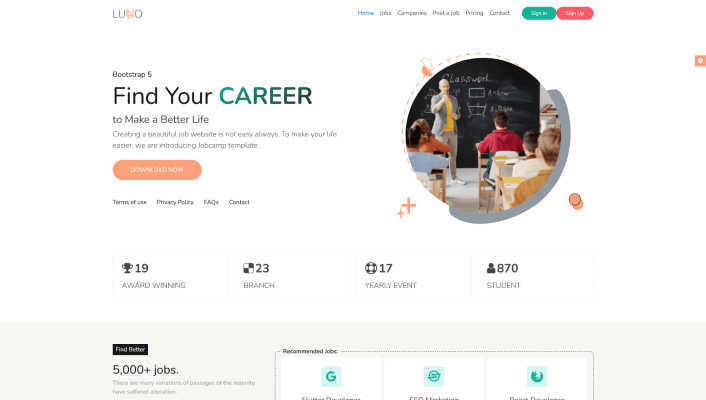 LUNO
Home Jobs Companies Post a Job Pricing Contact Sign in Sign Up
Bootstrap 5
Find Your CAREER
to Make a Better Life
Creating a beautiful job website is not easy always. To make your life
easier, we are introducing Jobcamp template.
DOWNLOAD NOW
Terms of use Privacy Policy FAQs Contact
Classwork
19
AWARD WINNING
23
BRANCH
17
YEARLY EVENT
870
STUDENT
Find Better
5,000+ jobs.
There are many variations of passages of the majority
have suffered alteration.
Recommended Jobs:
Flutter Developer
SEO Marketing
React Developer